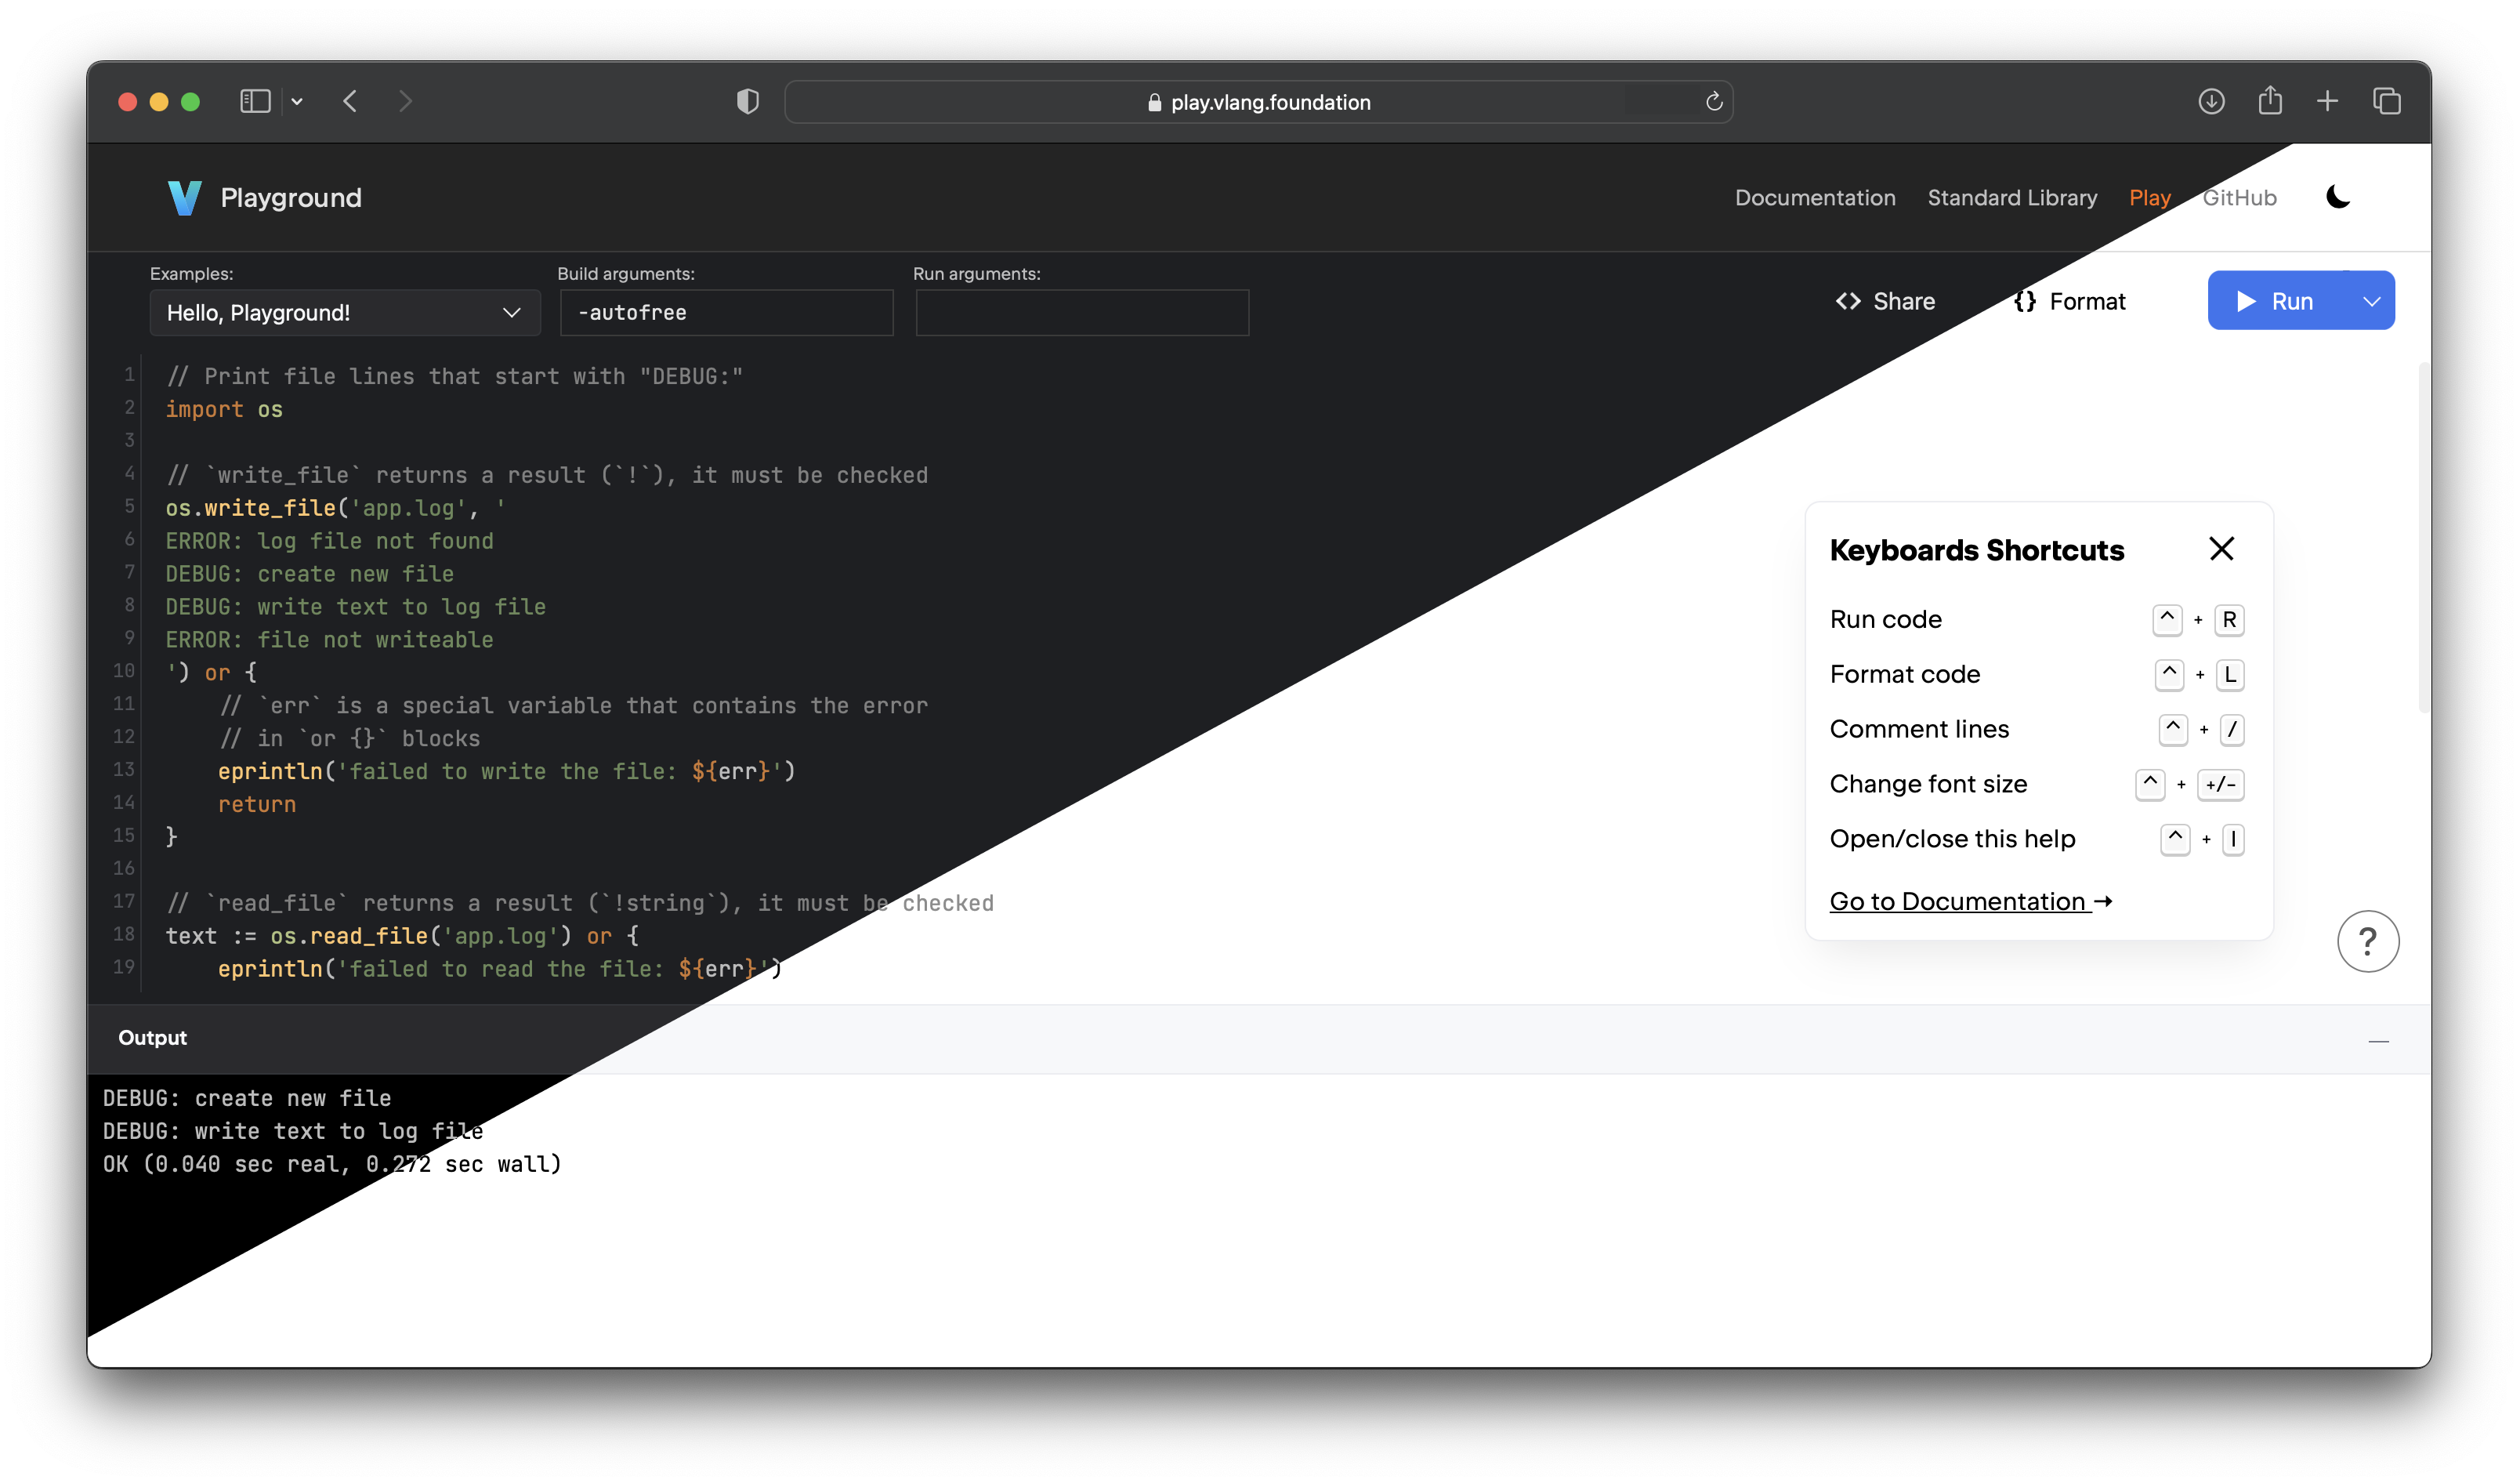 play.vlang.foundation
V Playground
Documentation Standard Library Play GitHub
Examples: Build arguments: Run arguments:
Hello, Playground! -autofree
<> Share {} Format Run
1 // Print file lines that start with "DEBUG:"
2 import os
3
4 // `write_file` returns a result (`!`), it must be checked
5 os.write_file('app.log', '
6 ERROR: log file not found
7 DEBUG: create new file
8 DEBUG: write text to log file
9 ERROR: file not writeable
10 ') or {
11     // `err` is a special variable that contains the error
12     // in `or {}` blocks
13     eprintln('failed to write the file: ${err}')
14     return
15 }
16
17 // `read_file` returns a result (`!string`), it must be checked
18 text := os.read_file('app.log') or {
19     eprintln('failed to read the file: ${err}')
Keyboards Shortcuts
Run code ^ + R
Format code ^ + L
Comment lines ^ + /
Change font size ^ + +/-
Open/close this help ^ + I
Go to Documentation →
?
Output
DEBUG: create new file
DEBUG: write text to log file
OK (0.040 sec real, 0.272 sec wall)